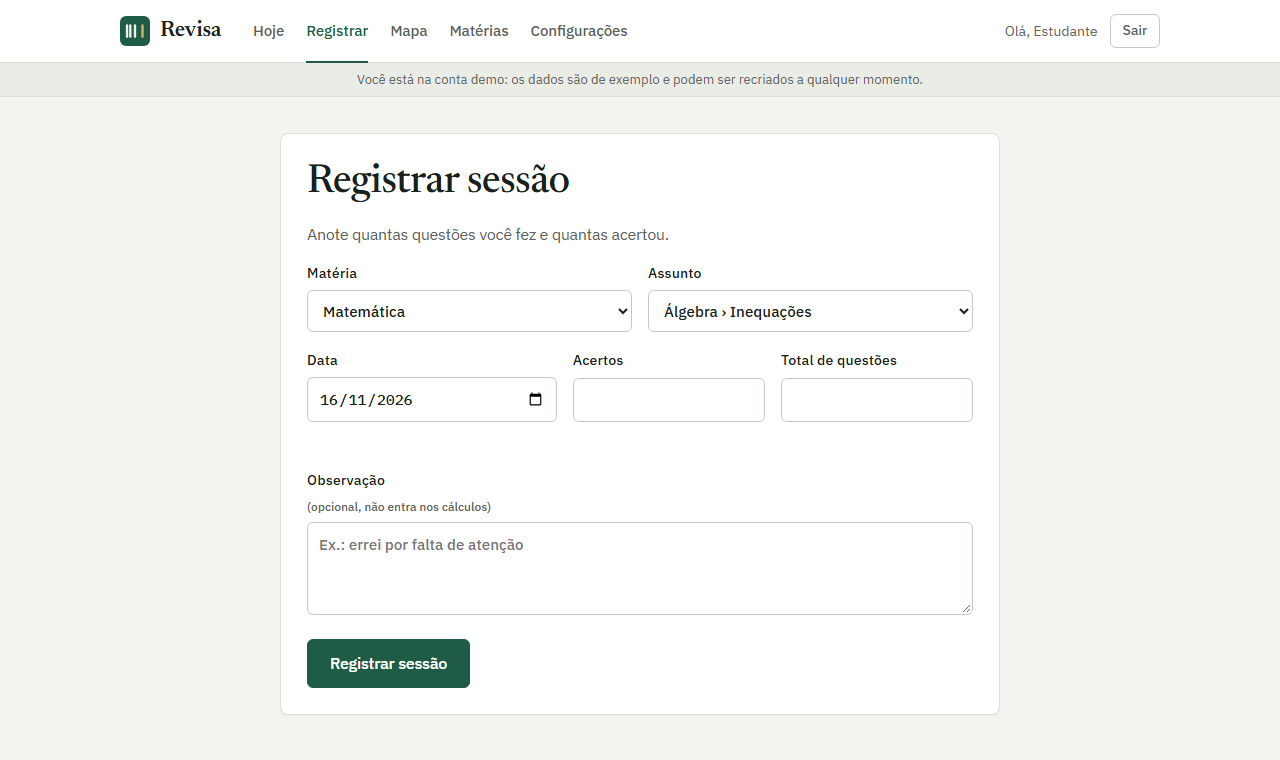 Revisa
Hoje
Registrar
Mapa
Matérias
Configurações
Olá, Estudante
Sair
Você está na conta demo: os dados são de exemplo e podem ser recriados a qualquer momento.
Registrar sessão
Anote quantas questões você fez e quantas acertou.
Matéria
Assunto
Matemática
Álgebra › Inequações
Data
Acertos
Total de questões
16/11/2026
Observação
(opcional, não entra nos cálculos)
Ex.: errei por falta de atenção
Registrar sessão